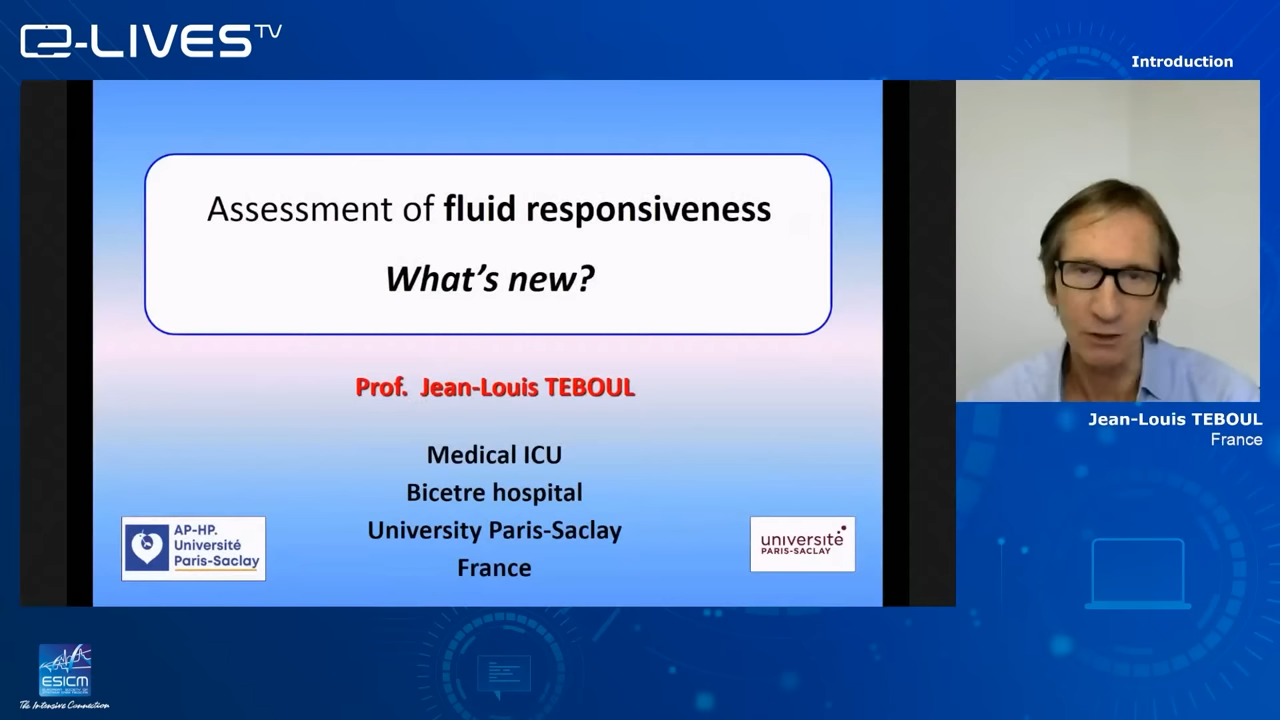 e-LIVES TV
Introduction
Assessment of fluid responsiveness
What's new?
Prof. Jean-Louis TEBOUL
Medical ICU
Bicetre hospital
University Paris-Saclay
France
AP-HP.
Université
Paris-Saclay
université
PARIS-SACLAY
Jean-Louis TEBOUL
France
ESICM
The Intensive Connection